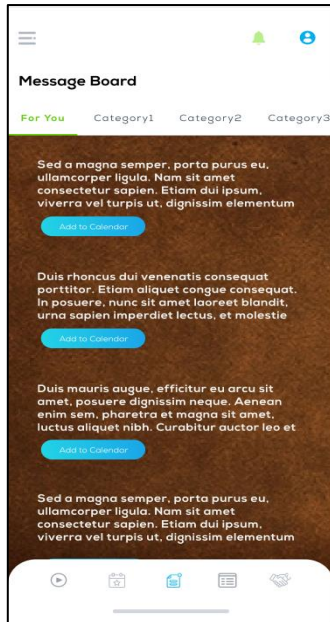 Message Board
For You Category1 Category2 Category3
Sed a magna semper, porta purus eu,
ullamcorper ligula. Nam sit amet
consectetur sapien. Etiam dui ipsum,
viverra vel turpis ut, dignissim elementum
Add to Calendar
Duis rhoncus dui venenatis consequat
porttitor. Etiam aliquet congue consequat.
In posuere, nunc sit amet laoreet blandit,
urna sapien imperdiet lectus, et molestie
Add to Calendar
Duis mauris augue, efficitur eu arcu sit
amet, posuere dignissim neque. Aenean
enim sem, pharetra et magna sit amet,
luctus aliquet nibh. Curabitur auctor leo et
Add to Calendar
Sed a magna semper, porta purus eu,
ullamcorper ligula. Nam sit amet
consectetur sapien. Etiam dui ipsum,
viverra vel turpis ut, dignissim elementum